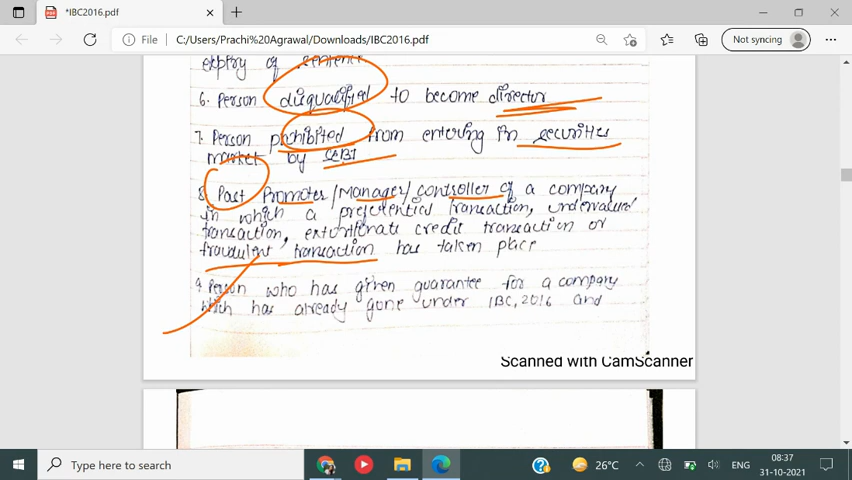 *IBC2016.pdf
File
C:/Users/Prachi%20Agrawal/Downloads/IBC2016.pdf
Not syncing
expiry of sentence
6. Person disqualified to become director
7. Person prohibited from entering in securities
market by SEBI
8. Past Promoter/Manager/controller of a company
in which a preferential transaction, undervalued
transaction, extortinate credit transaction or
fraudulent transaction has taken place
9. Person who has given guarantee for a company
which has already gone under IBC, 2016 and
Scanned with CamScanner
Type here to search
26°C
ENG
08:37
31-10-2021